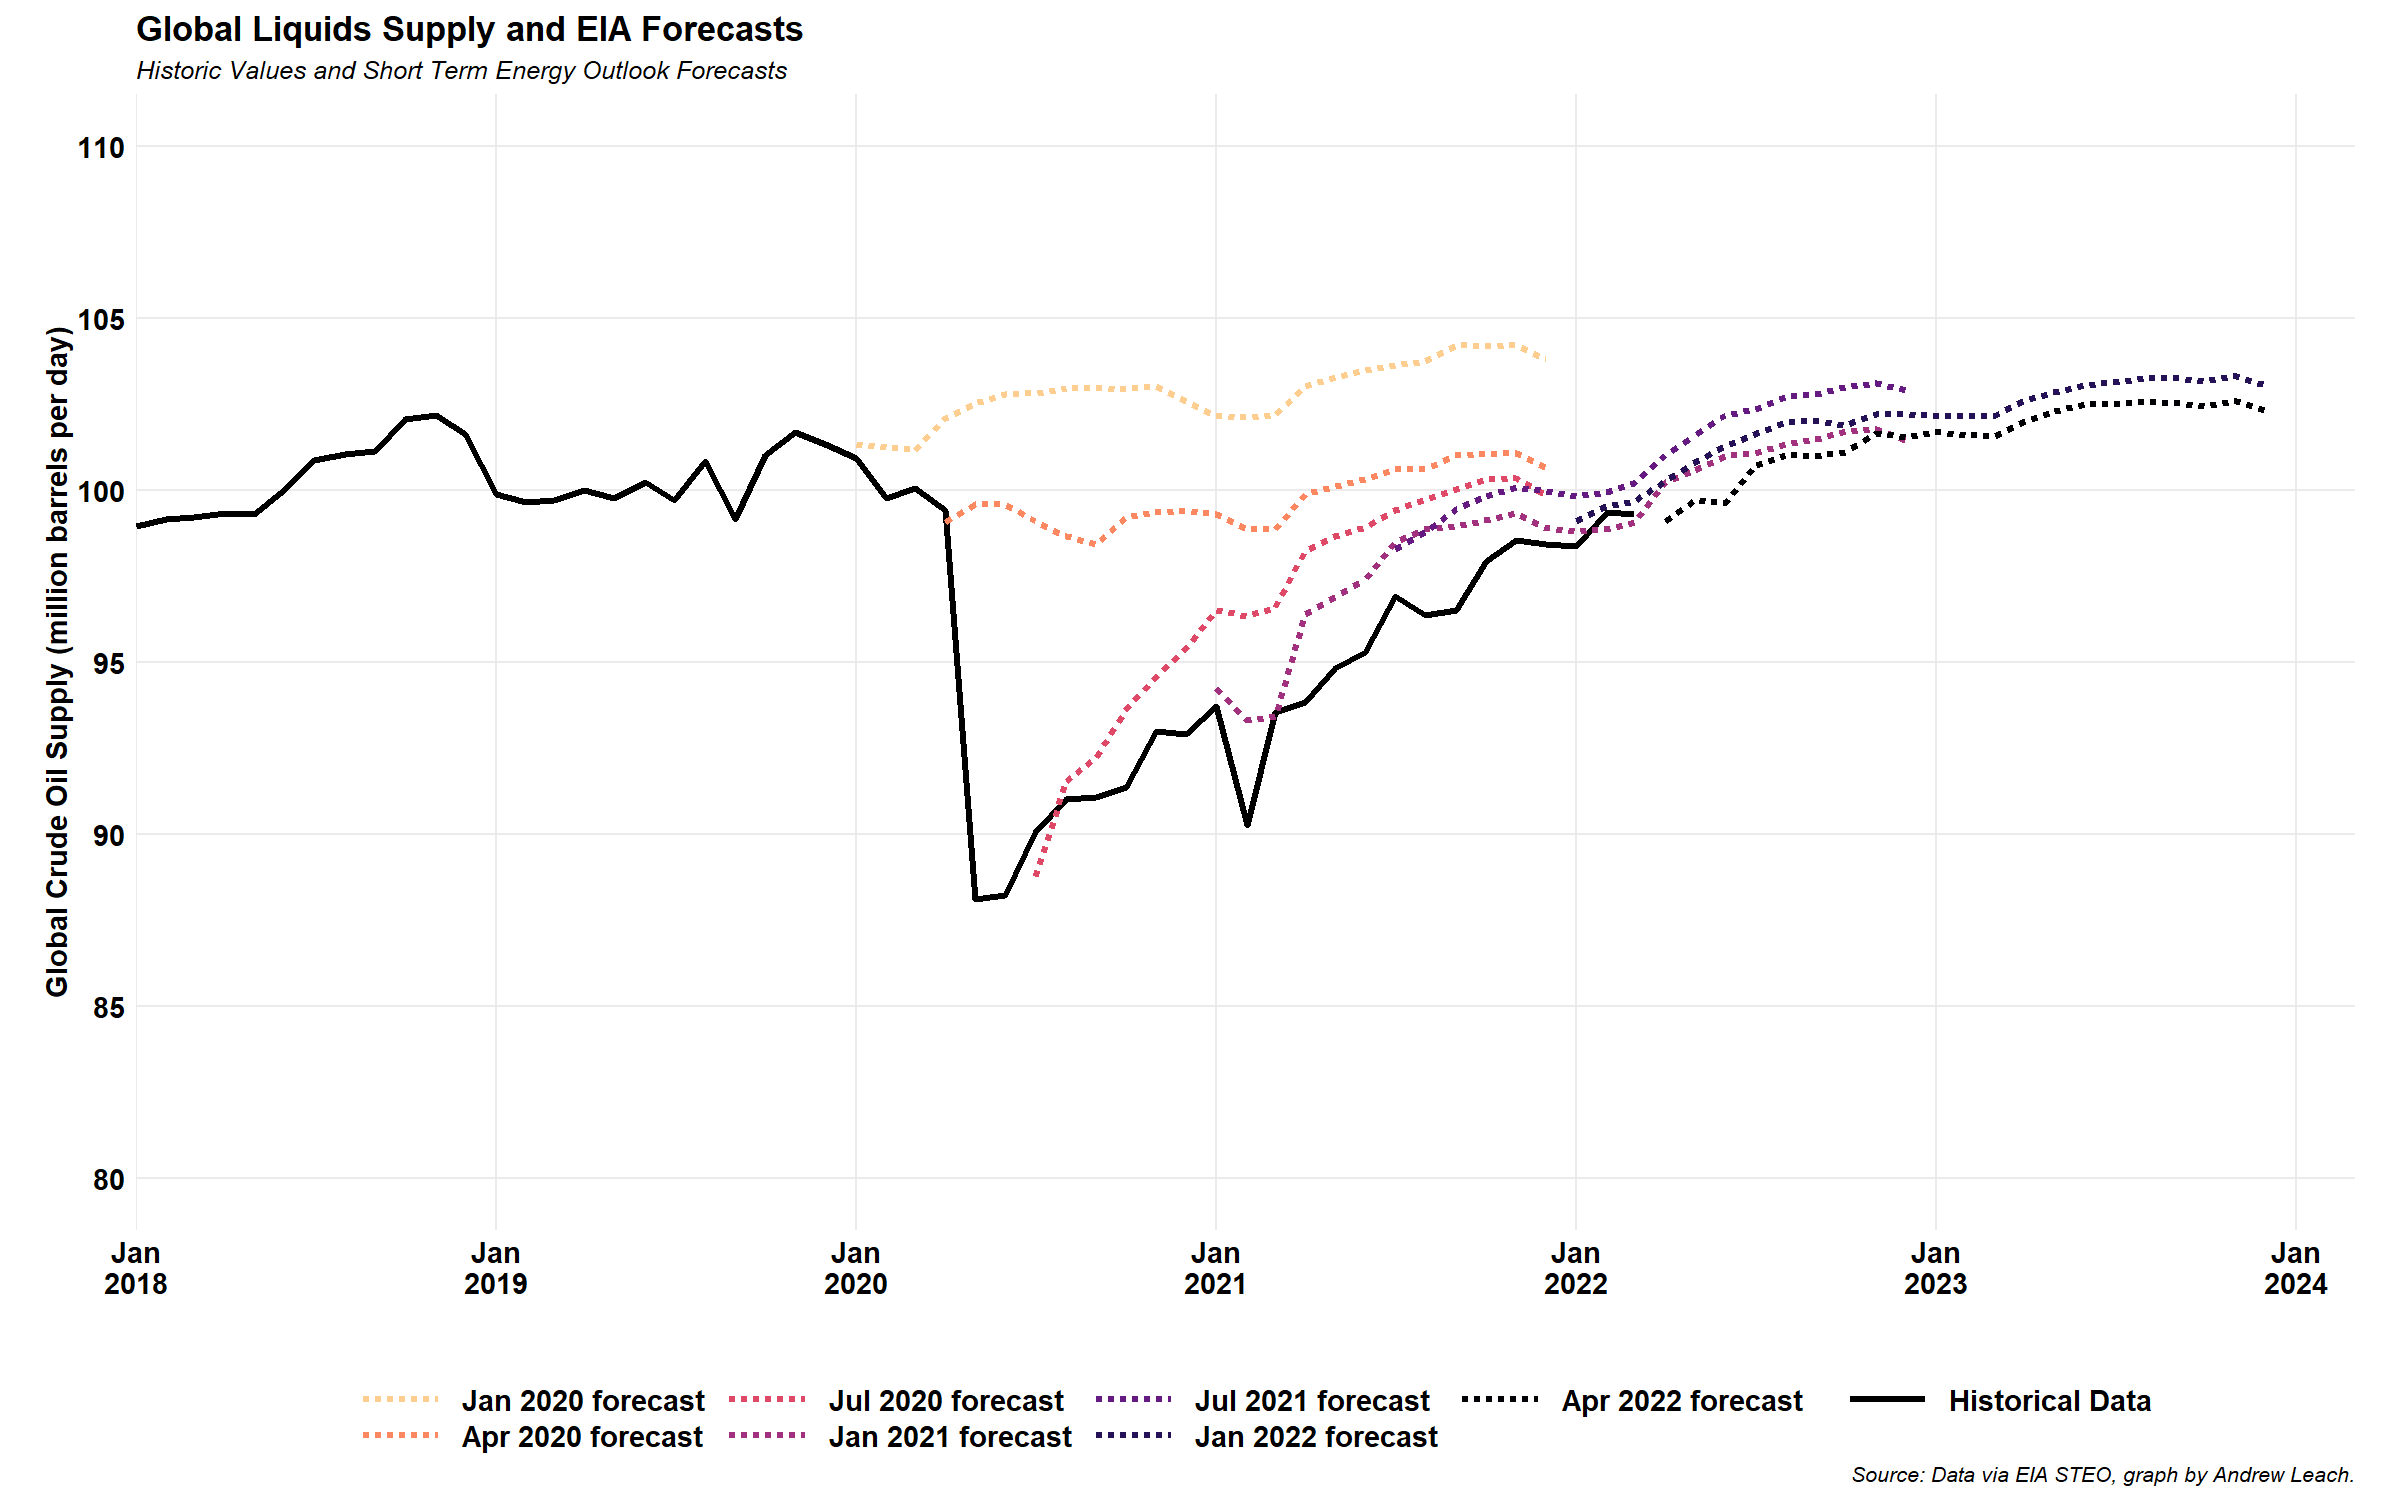 Global Liquids Supply and EIA Forecasts
Historic Values and Short Term Energy Outlook Forecasts
Global Crude Oil Supply (million barrels per day)
110
105
100
95
90
85
80
Jan 2018
Jan 2019
Jan 2020
Jan 2021
Jan 2022
Jan 2023
Jan 2024
Jan 2020 forecast
Apr 2020 forecast
Jul 2020 forecast
Jan 2021 forecast
Jul 2021 forecast
Jan 2022 forecast
Apr 2022 forecast
Historical Data
Source: Data via EIA STEO, graph by Andrew Leach.